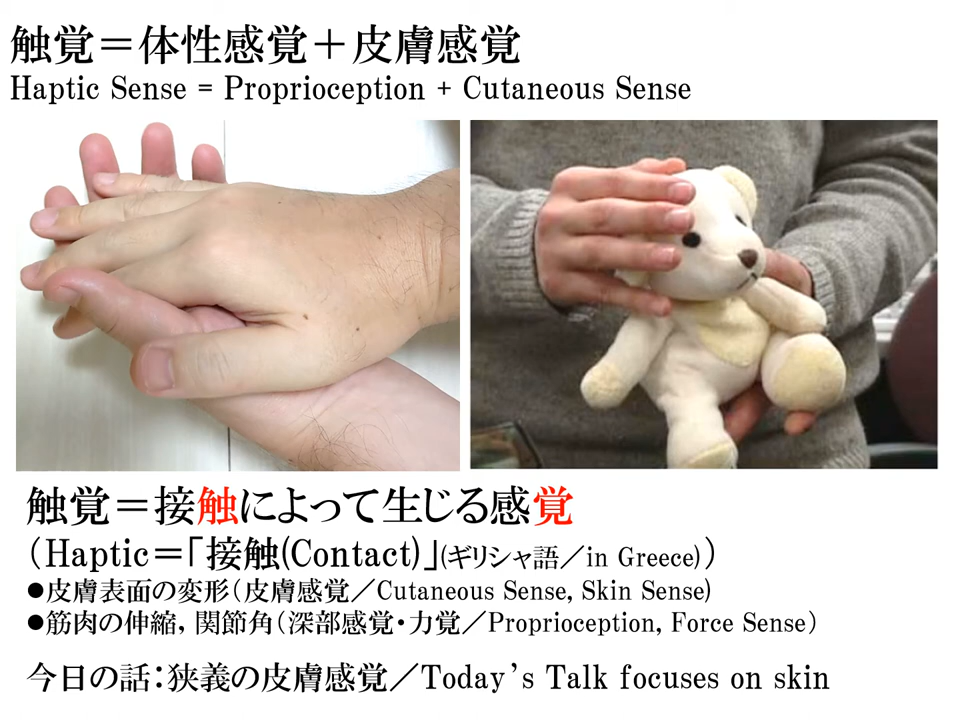 触覚＝体性感覚＋皮膚感覚
Haptic Sense = Proprioception + Cutaneous Sense
触覚＝接触によって生じる感覚
（Haptic＝「接触(Contact)」(ギリシャ語／in Greece)）
●皮膚表面の変形（皮膚感覚／Cutaneous Sense, Skin Sense)
●筋肉の伸縮，関節角（深部感覚・力覚／Proprioception, Force Sense）
今日の話：狭義の皮膚感覚／Today’s Talk focuses on skin